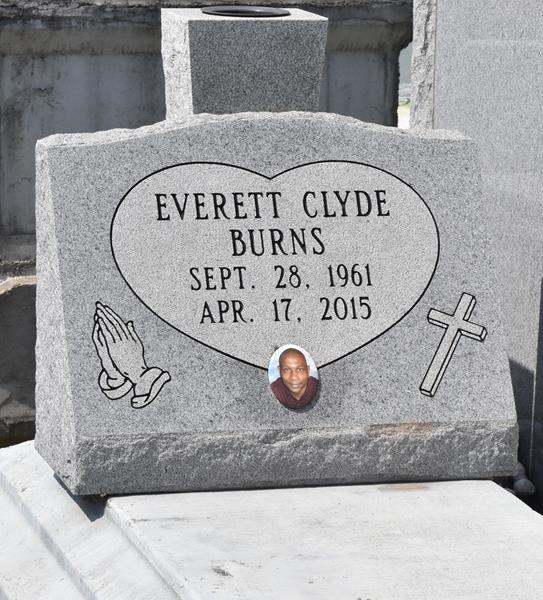 EVERETT CLYDE
BURNS
SEPT. 28, 1961
APR. 17, 2015